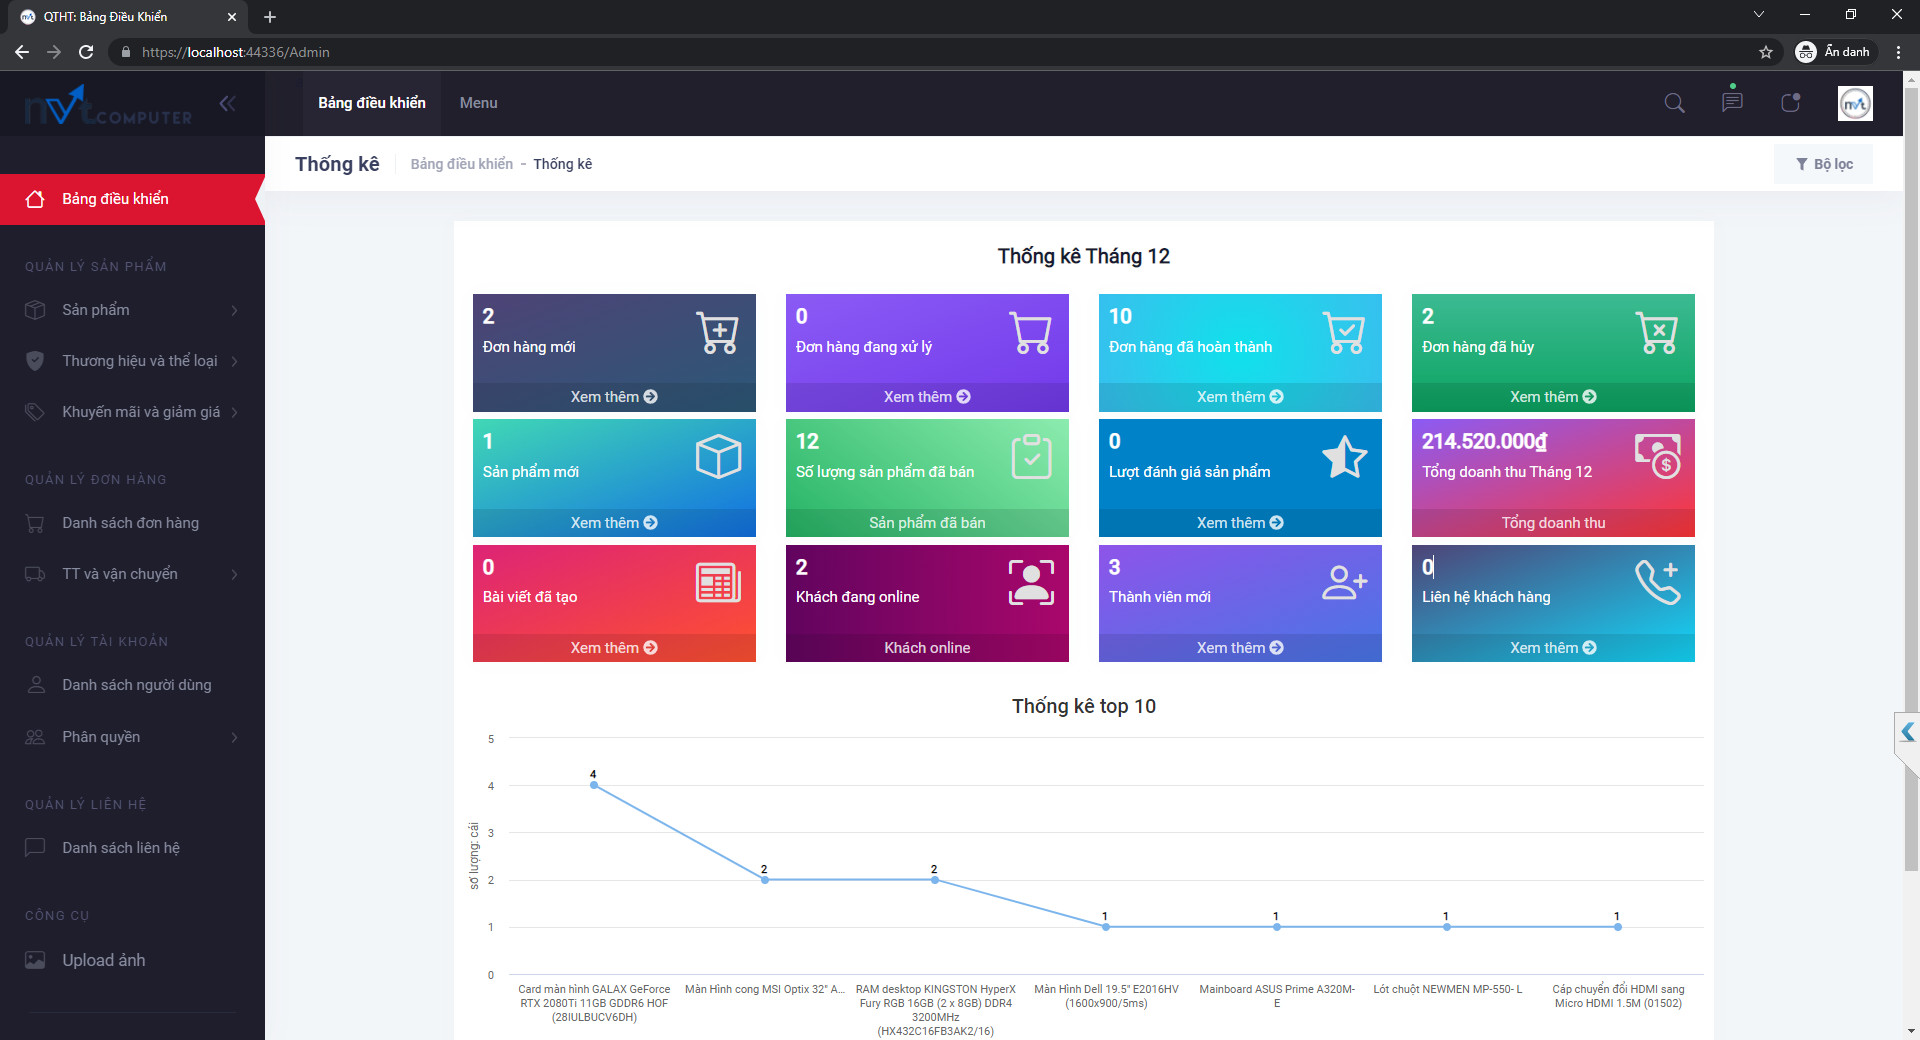 QTHT: Bảng Điều Khiển
https://localhost:44336/Admin
Ẩn danh
nvt COMPUTER
Bảng điều khiển
Menu
nvt
Thống kê
Bảng điều khiển - Thống kê
Bộ lọc
Bảng điều khiển
QUẢN LÝ SẢN PHẨM
Sản phẩm
Thương hiệu và thể loại
Khuyến mãi và giảm giá
QUẢN LÝ ĐƠN HÀNG
Danh sách đơn hàng
TT và vận chuyển
QUẢN LÝ TÀI KHOẢN
Danh sách người dùng
Phân quyền
QUẢN LÝ LIÊN HỆ
Danh sách liên hệ
CÔNG CỤ
Upload ảnh
Thống kê Tháng 12
2
Đơn hàng mới
Xem thêm
0
Đơn hàng đang xử lý
Xem thêm
10
Đơn hàng đã hoàn thành
Xem thêm
2
Đơn hàng đã hủy
Xem thêm
1
Sản phẩm mới
Xem thêm
12
Số lượng sản phẩm đã bán
Sản phẩm đã bán
0
Lượt đánh giá sản phẩm
Xem thêm
214.520.000₫
Tổng doanh thu Tháng 12
Tổng doanh thu
0
Bài viết đã tạo
Xem thêm
2
Khách đang online
Khách online
3
Thành viên mới
Xem thêm
0
Liên hệ khách hàng
Xem thêm
Thống kê top 10
số lượng: cái
5
4
3
2
1
0
4
2
2
1
1
1
1
Card màn hình GALAX GeForce
RTX 2080Ti 11GB GDDR6 HOF
(28IULBUCV6DH)
Màn Hình cong MSI Optix 32" A...
RAM desktop KINGSTON HyperX
Fury RGB 16GB (2 x 8GB) DDR4
3200MHz
(HX432C16FB3AK2/16)
Màn Hình Dell 19.5" E2016HV
(1600x900/5ms)
Mainboard ASUS Prime A320M-
E
Lót chuột NEWMEN MP-550- L
Cáp chuyển đổi HDMI sang
Micro HDMI 1.5M (01502)